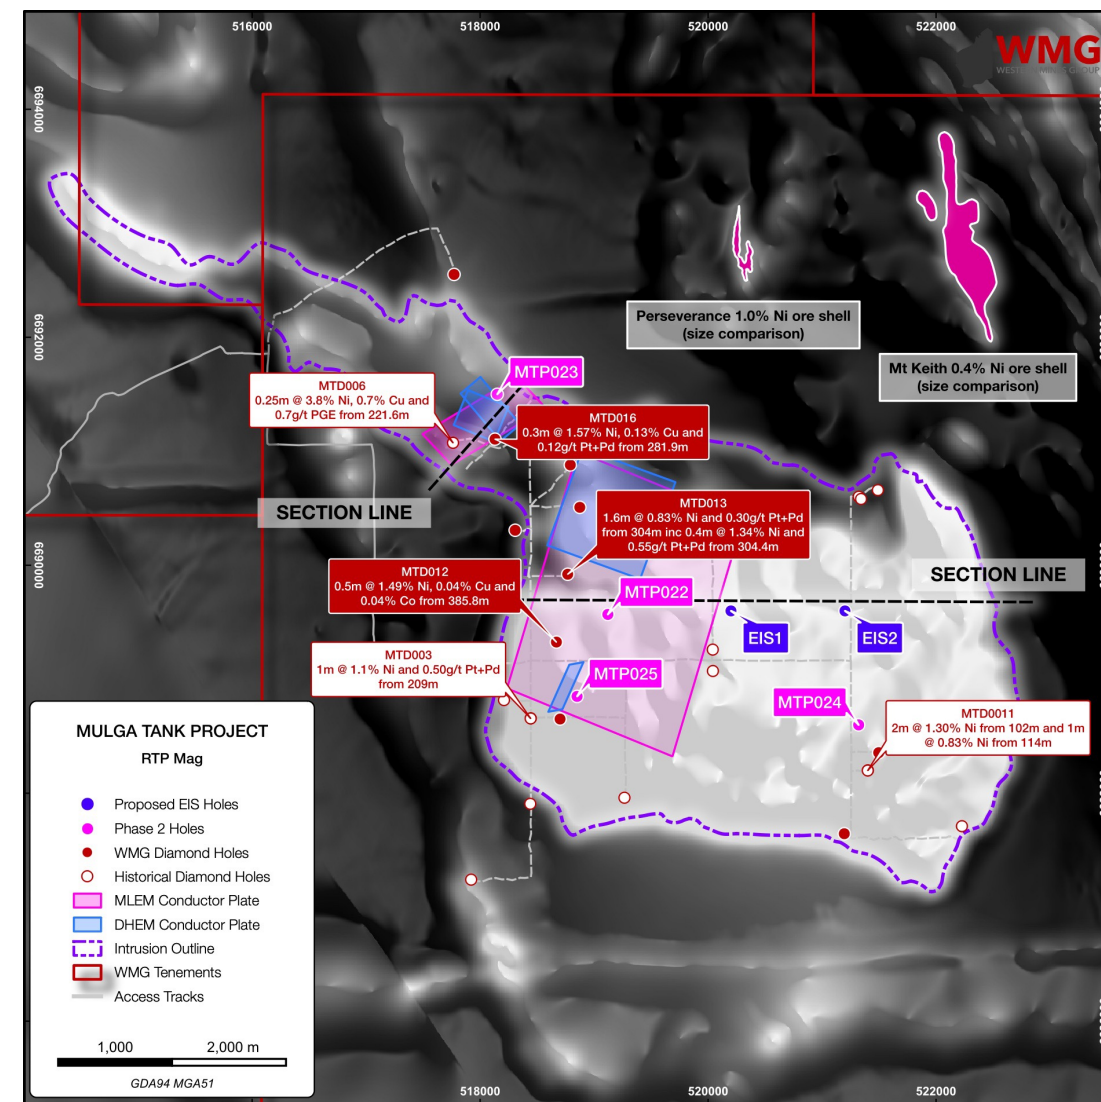 516000
518000
520000
522000
WMG
WESTERN MINING GROUP
6694000
6692000
6690000
Perseverance 1.0% Ni ore shell
(size comparison)
Mt Keith 0.4% Ni ore shell
(size comparison)
MTP023
MTD006
0.25m @ 3.8% Ni, 0.7% Cu and
0.7g/t PGE from 221.6m
MTD016
0.3m @ 1.57% Ni, 0.13% Cu and
0.12g/t Pt+Pd from 281.9m
SECTION LINE
MTD013
1.6m @ 0.83% Ni and 0.30g/t Pt+Pd
from 304m inc 0.4m @ 1.34% Ni and
0.55g/t Pt+Pd from 304.4m
MTD012
0.5m @ 1.49% Ni, 0.04% Cu and
0.04% Co from 385.8m
SECTION LINE
MTP022
EIS1
EIS2
MTD003
1m @ 1.1% Ni and 0.50g/t Pt+Pd
from 209m
MTP025
MTP024
MTD0011
2m @ 1.30% Ni from 102m and 1m
@ 0.83% Ni from 114m
MULGA TANK PROJECT
RTP Mag
Proposed EIS Holes
Phase 2 Holes
WMG Diamond Holes
Historical Diamond Holes
MLEM Conductor Plate
DHEM Conductor Plate
Intrusion Outline
WMG Tenements
Access Tracks
1,000
2,000 m
GDA94 MGA51
518000
520000
522000